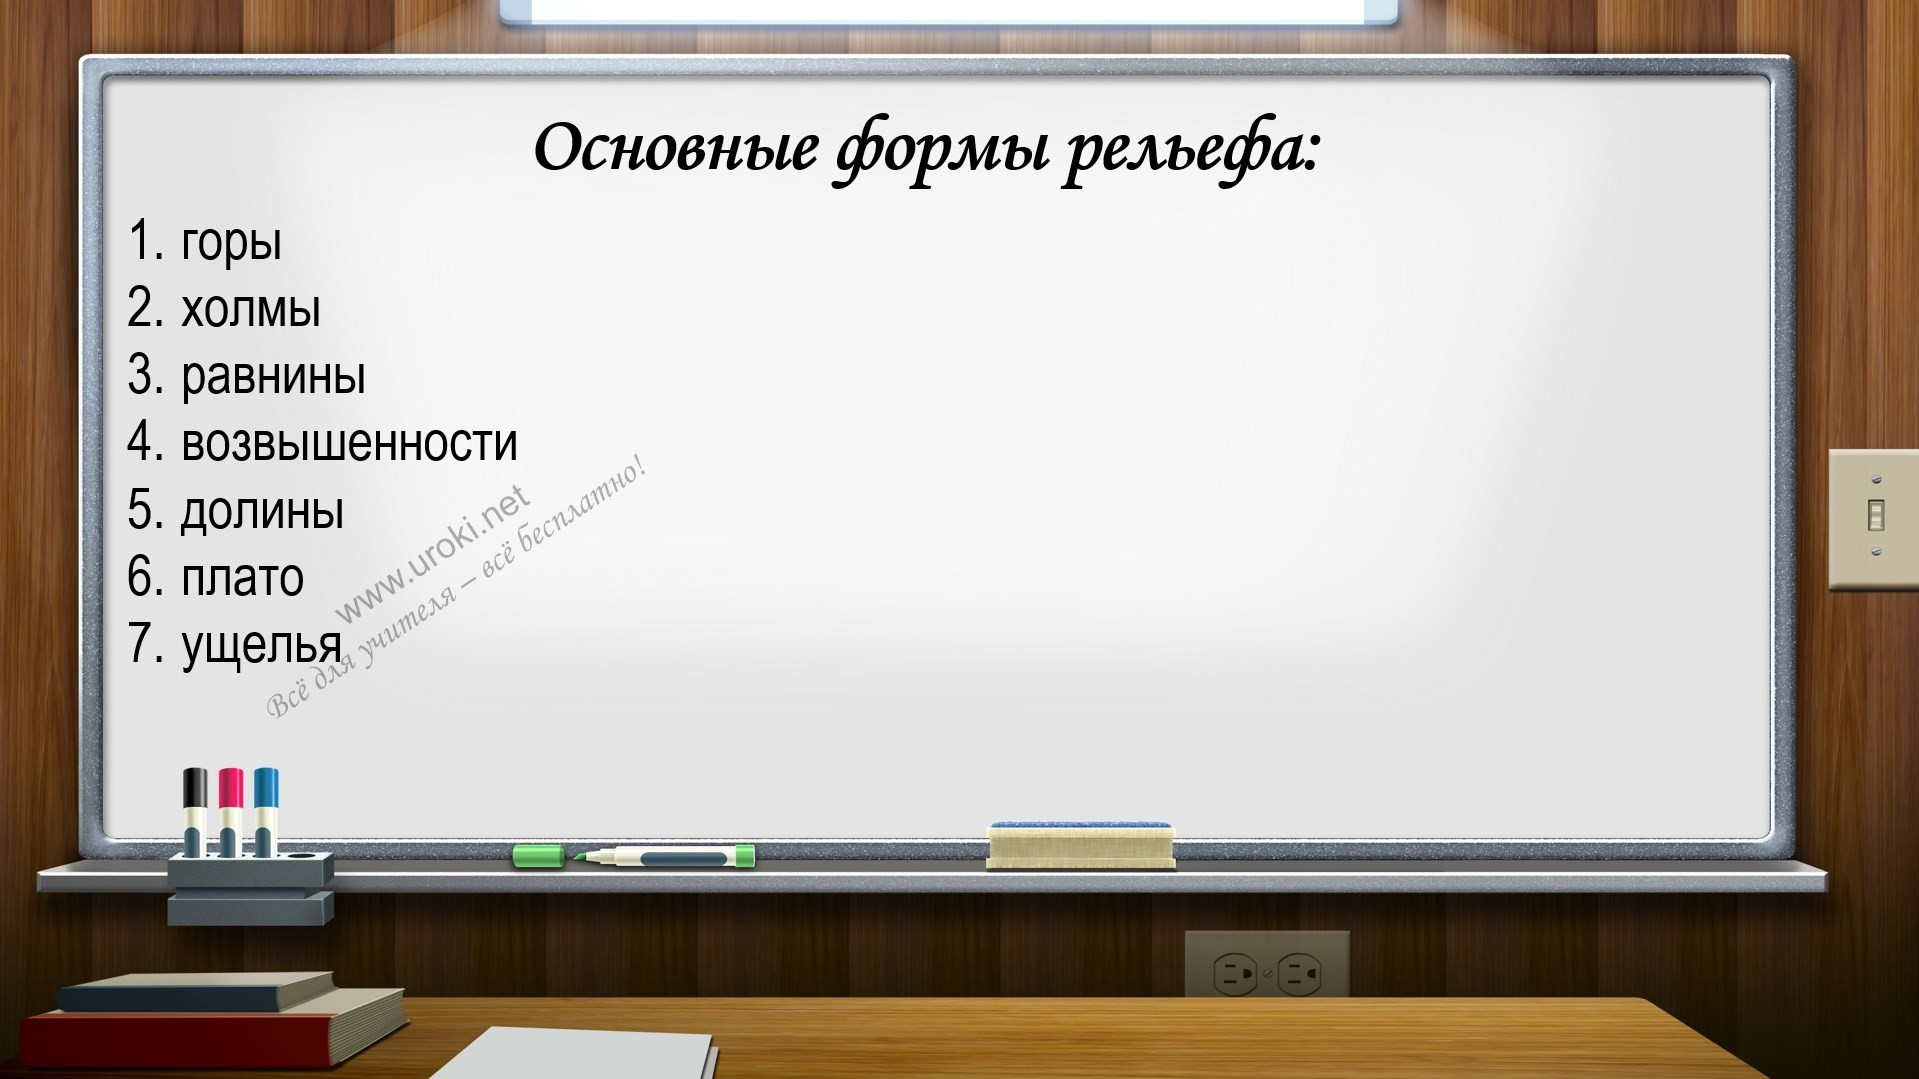 Основные формы рельефа:
1. горы
2. холмы
3. равнины
4. возвышенности
5. долины
6. плато
7. ущелья
www.uroki.net
Всё для учителя – всё бесплатно!